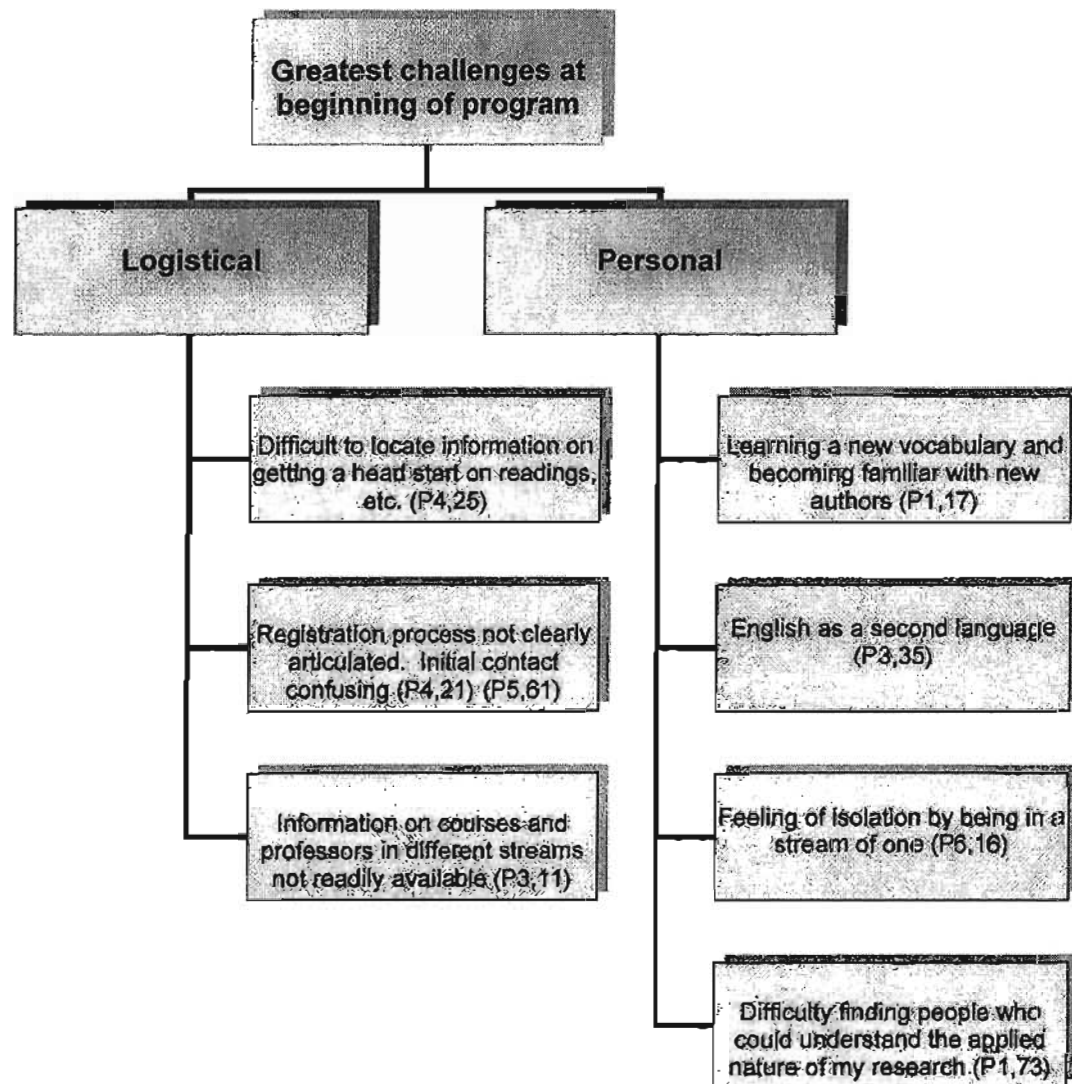 Greatest challenges at
beginning of program
Logistical
Personal
Difficult to locate information on
getting a head start on readings,
etc. (P4,25)
Registration process not clearly
articulated. Initial contact
confusing (P4,21) (P5,61)
Information on courses and
professors in different streams
not readily available (P3,11)
Learning a new vocabulary and
becoming familiar with new
authors (P1,17)
English as a second language
(P3,35)
Feeling of isolation by being in a
stream of one (P6,16)
Difficulty finding people who
could understand the applied
nature of my research (P1,73)